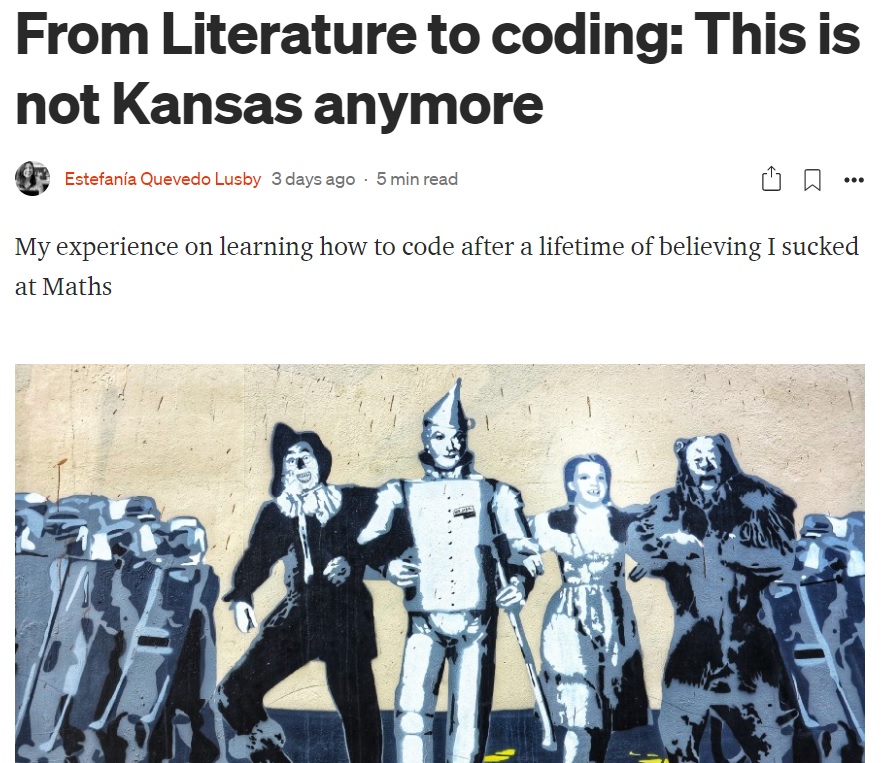 From Literature to coding: This is
not Kansas anymore
Estefanía Quevedo Lusby 3 days ago · 5 min read
My experience on learning how to code after a lifetime of believing I sucked
at Maths